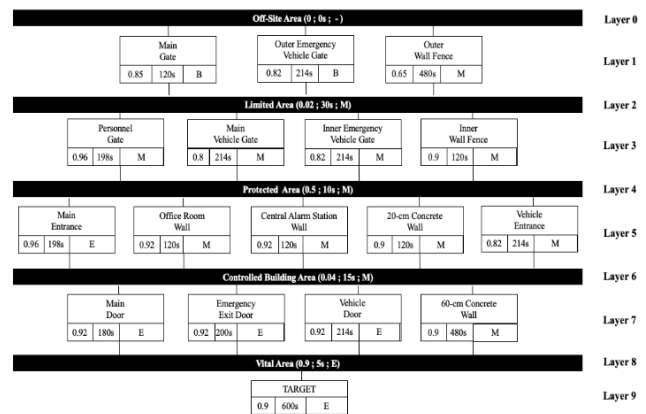 Off-Site Area (0 ; 0s ; - )
Layer 0
Main
Gate
0.85 120s B
Outer Emergency
Vehicle Gate
0.82 214s B
Outer
Wall Fence
0.65 480s M
Layer 1
Limited Area (0.02 ; 30s ; M)
Layer 2
Personnel
Gate
0.96 198s M
Main
Vehicle Gate
0.8 214s M
Inner Emergency
Vehicle Gate
0.82 214s M
Inner
Wall Fence
0.9 120s M
Layer 3
Protected Area (0.5 ; 10s ; M)
Layer 4
Main
Entrance
0.96 198s E
Office Room
Wall
0.92 120s M
Central Alarm Station
Wall
0.92 120s M
20-cm Concrete
Wall
0.9 120s M
Vehicle
Entrance
0.82 214s M
Layer 5
Controlled Building Area (0.04 ; 15s ; M)
Layer 6
Main
Door
0.92 180s E
Emergency
Exit Door
0.92 200s E
Vehicle
Door
0.92 214s E
60-cm Concrete
Wall
0.9 480s M
Layer 7
Vital Area (0.9 ; 5s ; E)
Layer 8
TARGET
0.9 600s E
Layer 9